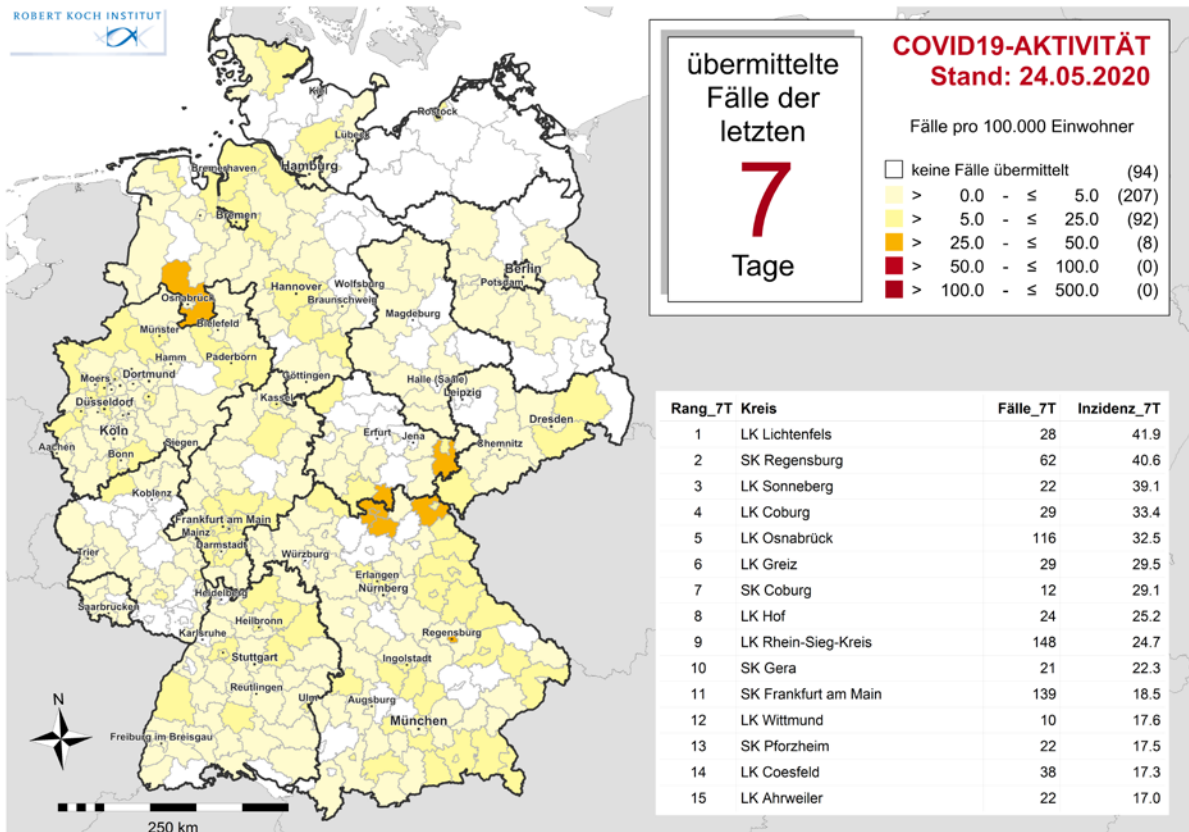 ROBERT KOCH INSTITUT
übermittelte
Fälle der
letzten
7
Tage
COVID19-AKTIVITÄT
Stand: 24.05.2020
Fälle pro 100.000 Einwohner
keine Fälle übermittelt (94)
> 0.0 - ≤ 5.0 (207)
> 5.0 - ≤ 25.0 (92)
> 25.0 - ≤ 50.0 (8)
> 50.0 - ≤ 100.0 (0)
> 100.0 - ≤ 500.0 (0)
Kiel
Rostock
Lübeck
Hamburg
Bremerhaven
Bremen
Berlin
Potsdam
Wolfsburg
Hannover
Braunschweig
Osnabrück
Magdeburg
Bielefeld
Münster
Hamm
Paderborn
Moers
Dortmund
Göttingen
Halle (Saale)
Leipzig
Düsseldorf
Kassel
Dresden
Köln
Erfurt
Jena
Chemnitz
Aachen
Siegen
Bonn
Koblenz
Frankfurt am Main
Mainz
Darmstadt
Trier
Würzburg
Erlangen
Nürnberg
Heidelberg
Saarbrücken
Heilbronn
Karlsruhe
Regensburg
Stuttgart
Ingolstadt
Reutlingen
Ulm
Augsburg
München
Freiburg im Breisgau
N
250 km
Rang_7T Kreis Fälle_7T Inzidenz_7T
1 LK Lichtenfels 28 41.9
2 SK Regensburg 62 40.6
3 LK Sonneberg 22 39.1
4 LK Coburg 29 33.4
5 LK Osnabrück 116 32.5
6 LK Greiz 29 29.5
7 SK Coburg 12 29.1
8 LK Hof 24 25.2
9 LK Rhein-Sieg-Kreis 148 24.7
10 SK Gera 21 22.3
11 SK Frankfurt am Main 139 18.5
12 LK Wittmund 10 17.6
13 SK Pforzheim 22 17.5
14 LK Coesfeld 38 17.3
15 LK Ahrweiler 22 17.0